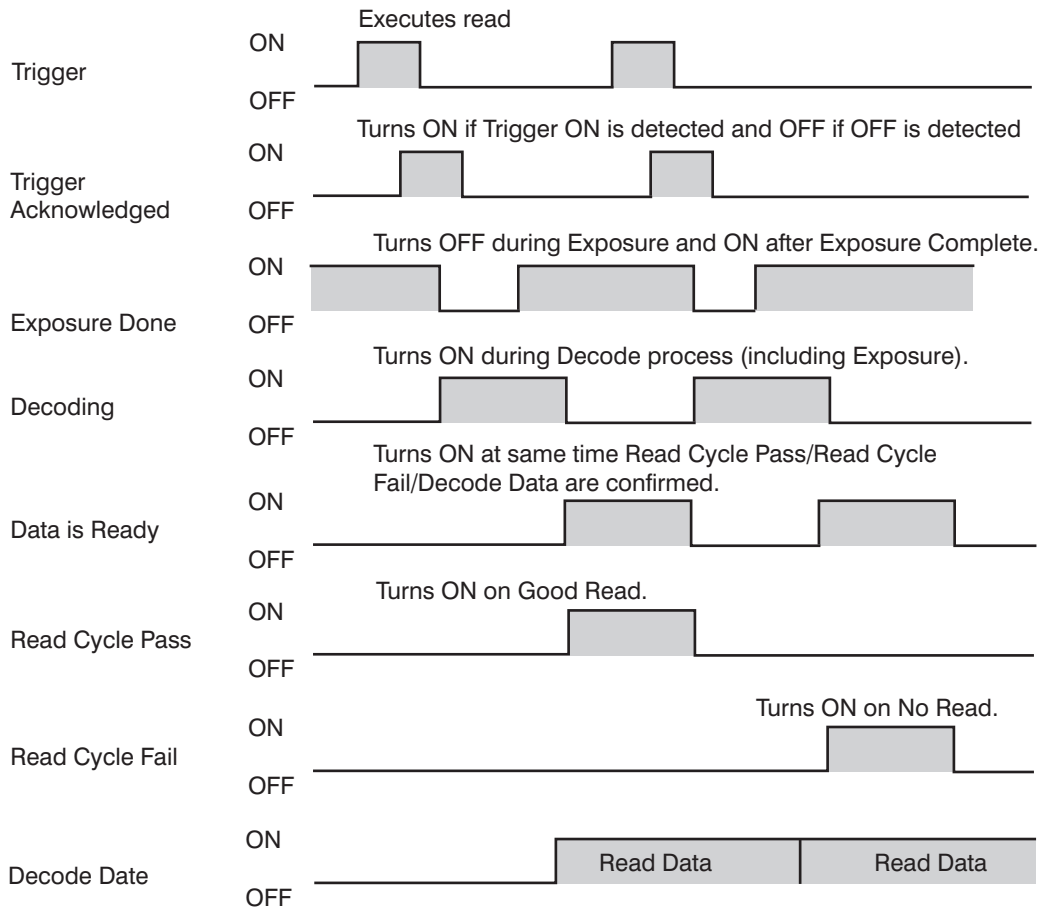 Executes read
ON
Trigger
OFF
Turns ON if Trigger ON is detected and OFF if OFF is detected
ON
Trigger
Acknowledged
OFF
Turns OFF during Exposure and ON after Exposure Complete.
ON
Exposure Done
OFF
Turns ON during Decode process (including Exposure).
ON
Decoding
OFF
Turns ON at same time Read Cycle Pass/Read Cycle
Fail/Decode Data are confirmed.
ON
Data is Ready
OFF
Turns ON on Good Read.
ON
Read Cycle Pass
OFF
Turns ON on No Read.
ON
Read Cycle Fail
OFF
ON
Read Data
Read Data
Decode Date
OFF